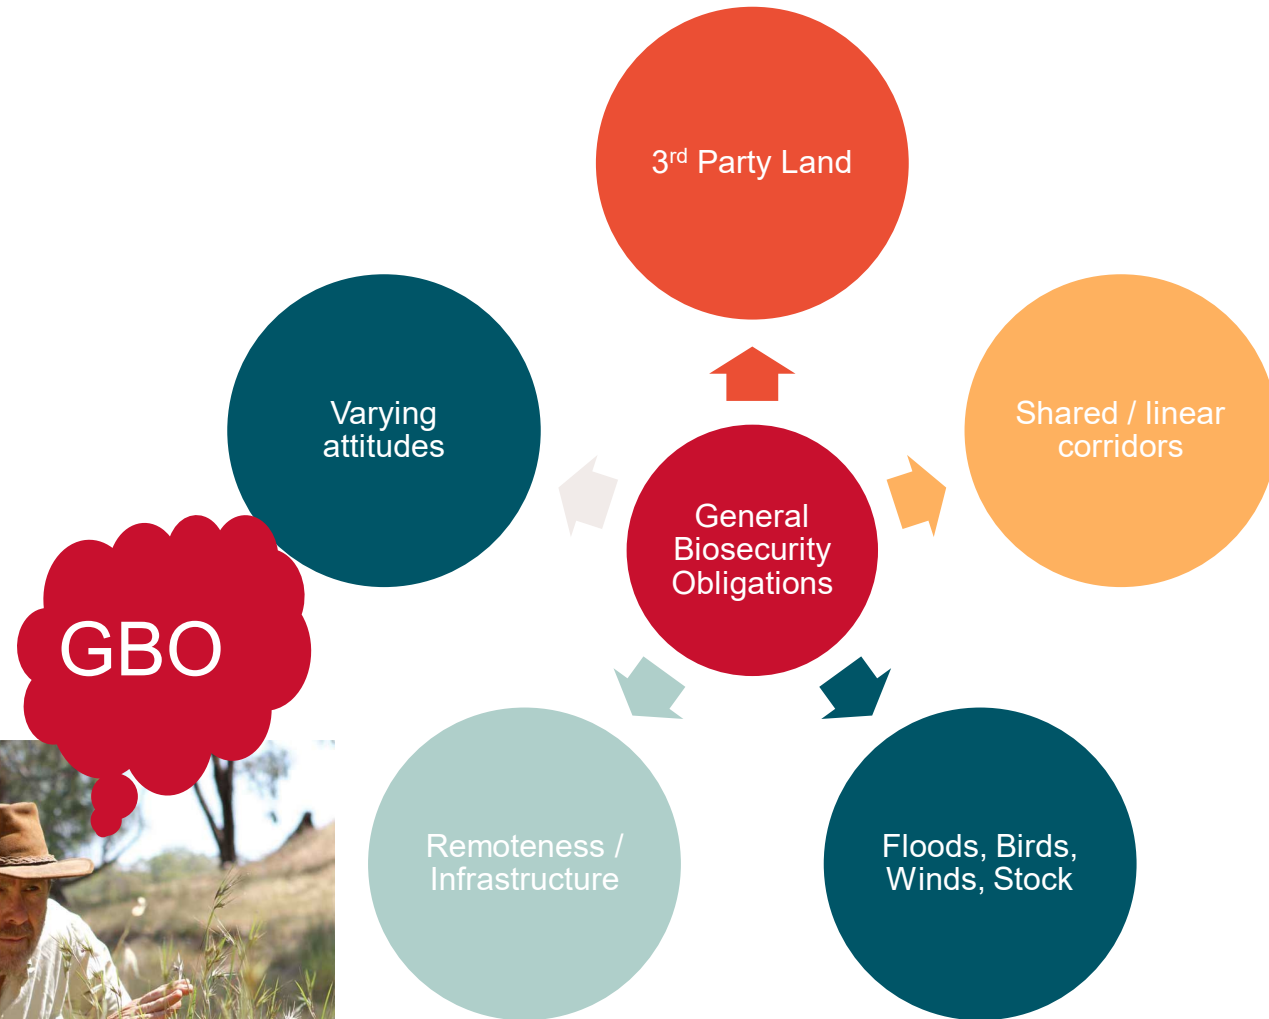 3rd Party Land
Varying
attitudes
Shared / linear
corridors
General
Biosecurity
Obligations
GBO
Remoteness /
Infrastructure
Floods, Birds,
Winds, Stock